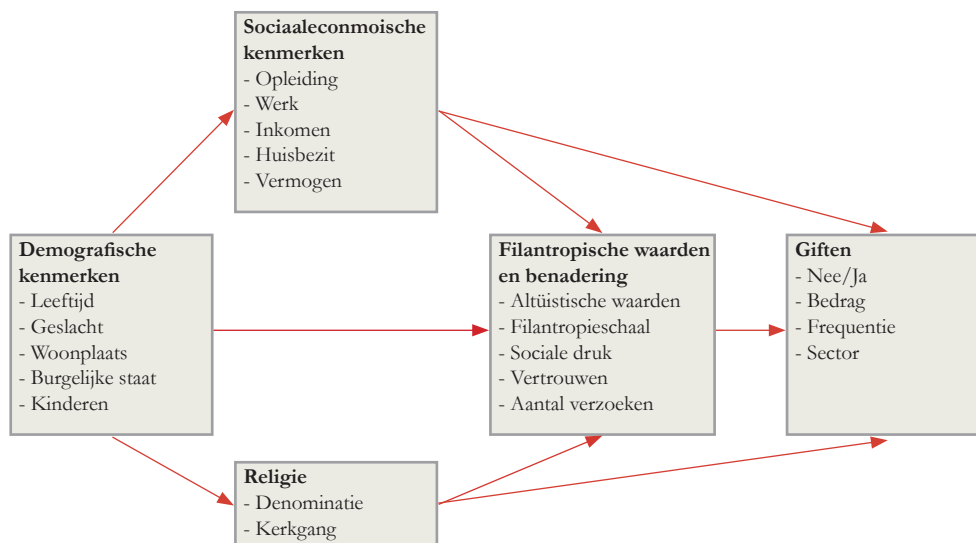 Sociaaleconmoische
kenmerken
- Opleiding
- Werk
- Inkomen
- Huisbezit
- Vermogen
Demografische
kenmerken
- Leeftijd
- Geslacht
- Woonplaats
- Burgelijke staat
- Kinderen
Filantropische waarden
en benadering
- Altüistische waarden
- Filantropieschaal
- Sociale druk
- Vertrouwen
- Aantal verzoeken
Giften
- Nee/Ja
- Bedrag
- Frequentie
- Sector
Religie
- Denominatie
- Kerkgang